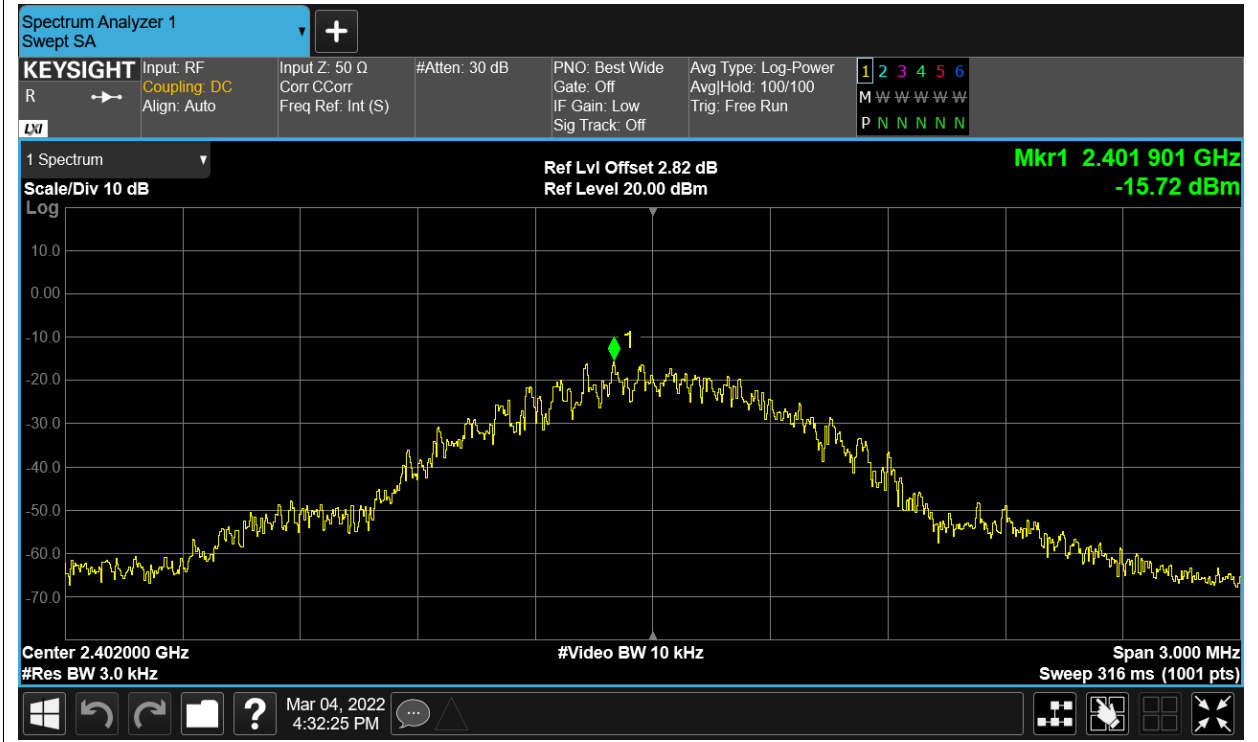 Spectrum Analyzer 1
Swept SA
+
KEYSIGHT
R
LXI
Input: RF
Coupling: DC
Align: Auto
Input Z: 50 Ω
Corr CCorr
Freq Ref: Int (S)
#Atten: 30 dB
PNO: Best Wide
Gate: Off
IF Gain: Low
Sig Track: Off
Avg Type: Log-Power
Avg|Hold: 100/100
Trig: Free Run
1 2 3 4 5 6
M W W W W W W
P N N N N N N
1 Spectrum
Scale/Div 10 dB
Log
Ref Lvl Offset 2.82 dB
Ref Level 20.00 dBm
Mkr1 2.401 901 GHz
-15.72 dBm
10.0
0.00
-10.0
-20.0
-30.0
-40.0
-50.0
-60.0
-70.0
1
Center 2.402000 GHz
#Res BW 3.0 kHz
#Video BW 10 kHz
Span 3.000 MHz
Sweep 316 ms (1001 pts)
?
Mar 04, 2022
4:32:25 PM